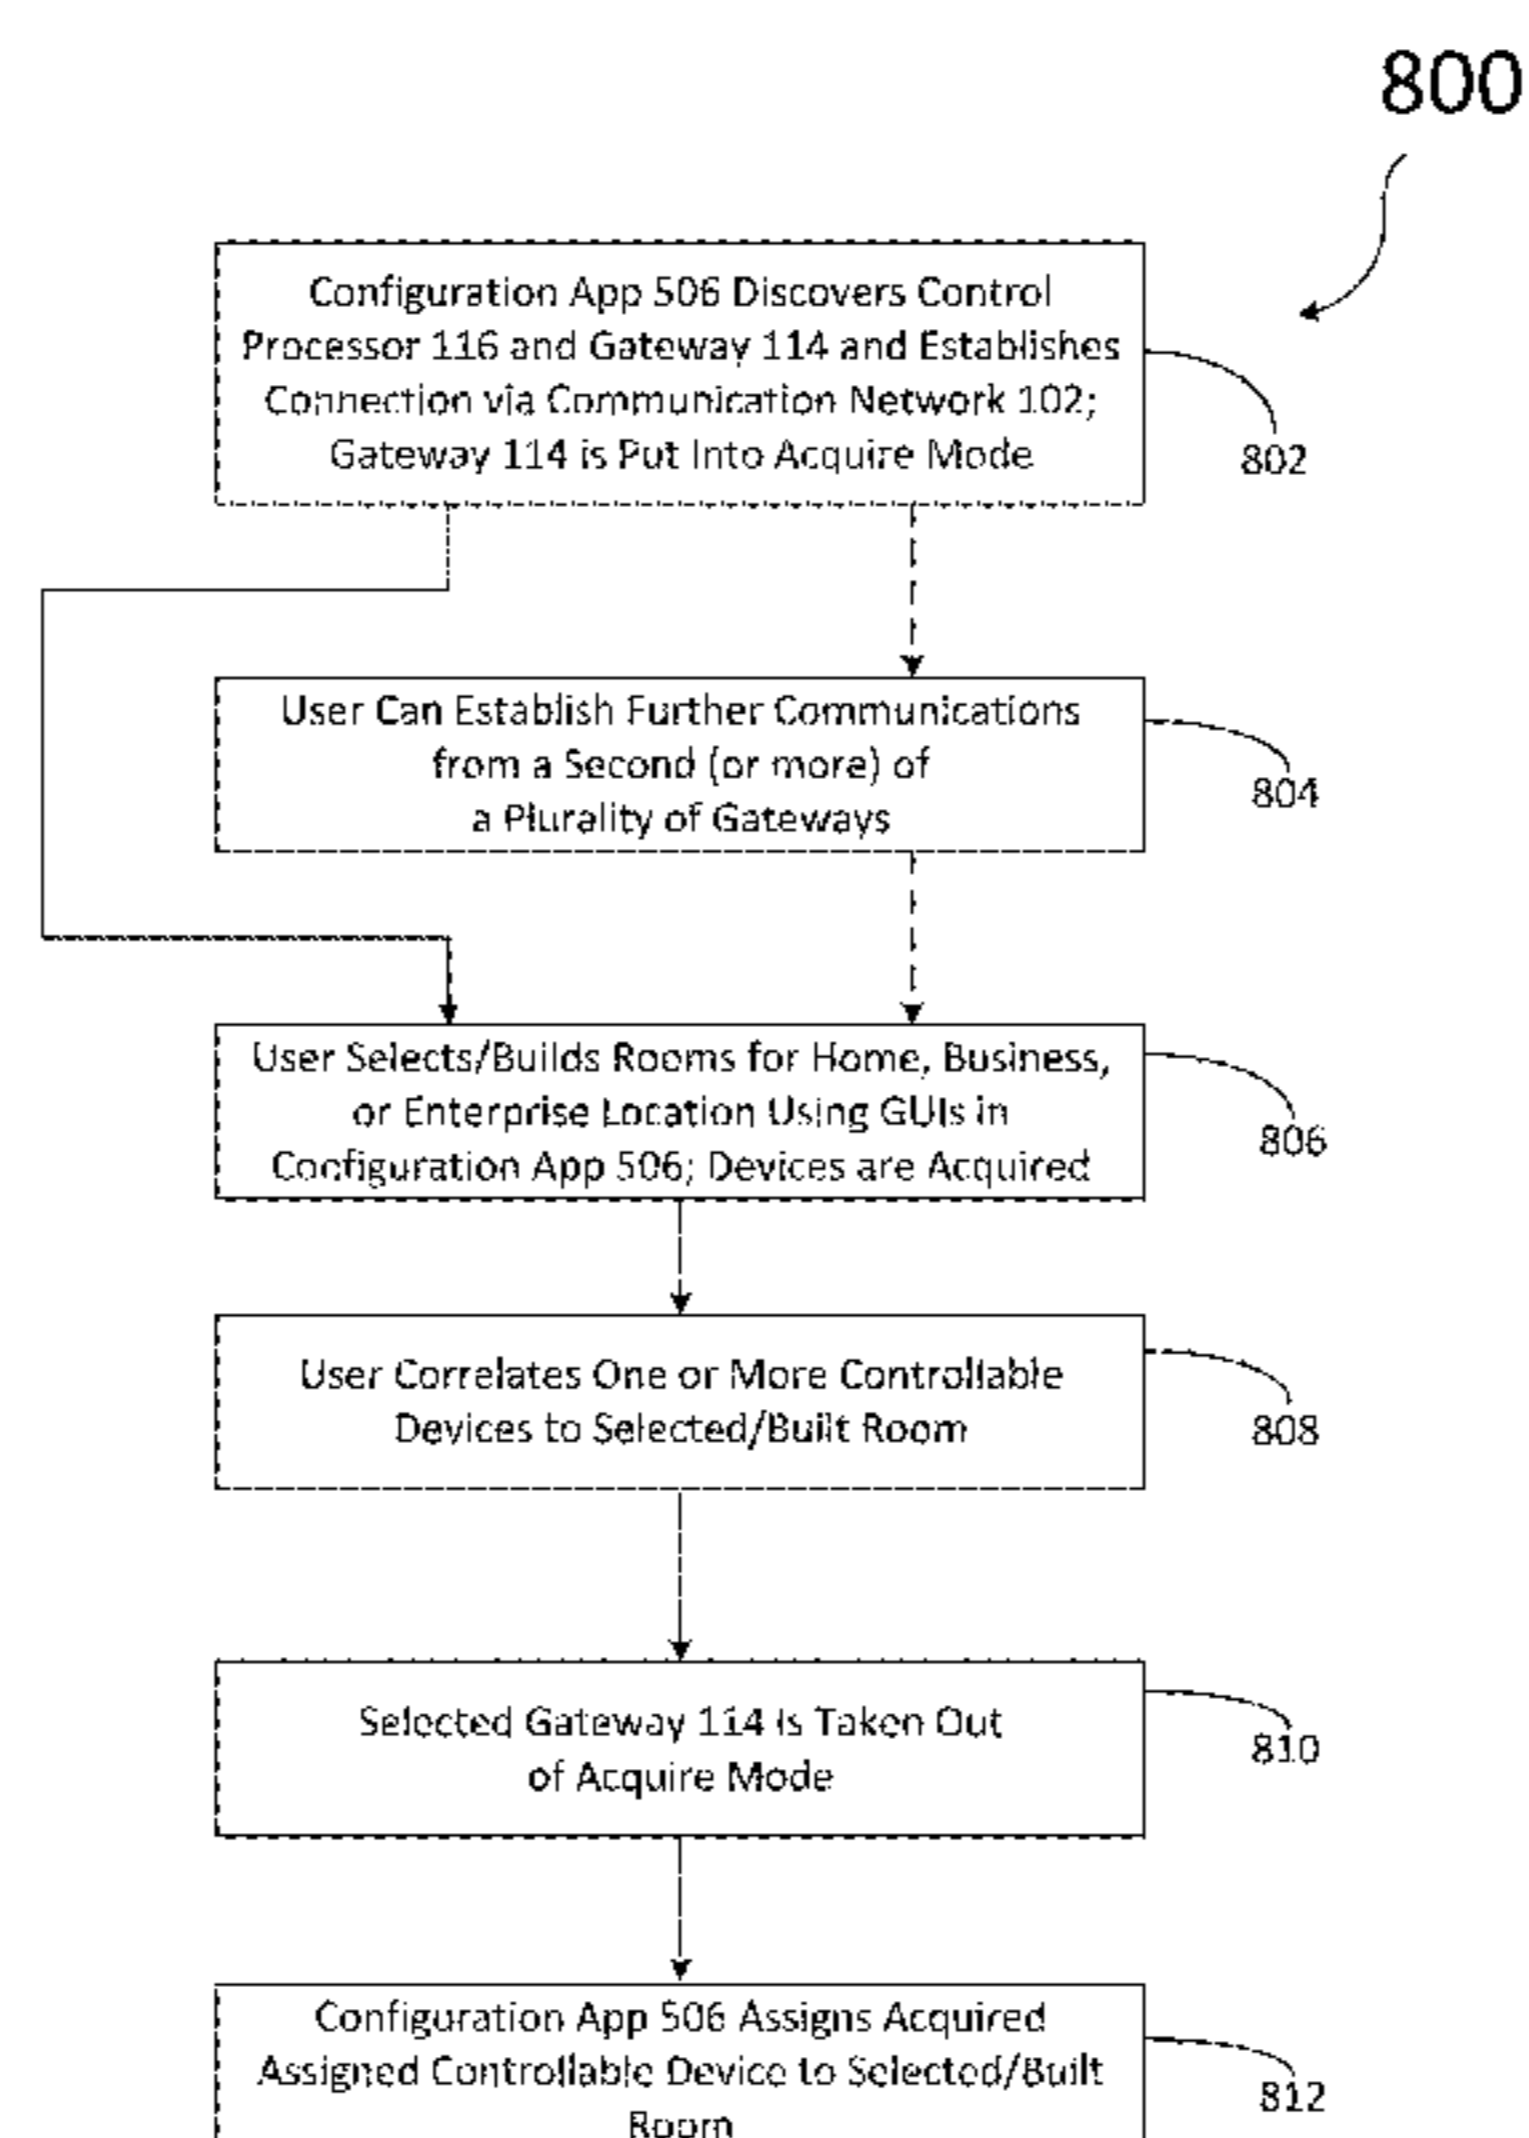 800
Configuration App 506 Discovers Control
Processor 116 and Gateway 114 and Establishes
Connection via Communication Network 102;
Gateway 114 is Put Into Acquire Mode
802
User Can Establish Further Communications
from a Second (or more) of
a Plurality of Gateways
804
User Selects/Builds Rooms for Home, Business,
or Enterprise Location Using GUIs in
Configuration App 506; Devices are Acquired
806
User Correlates One or More Controllable
Devices to Selected/Built Room
808
Selected Gateway 114 is Taken Out
of Acquire Mode
810
Configuration App 506 Assigns Acquired
Assigned Controllable Device to Selected/Built
Room
812